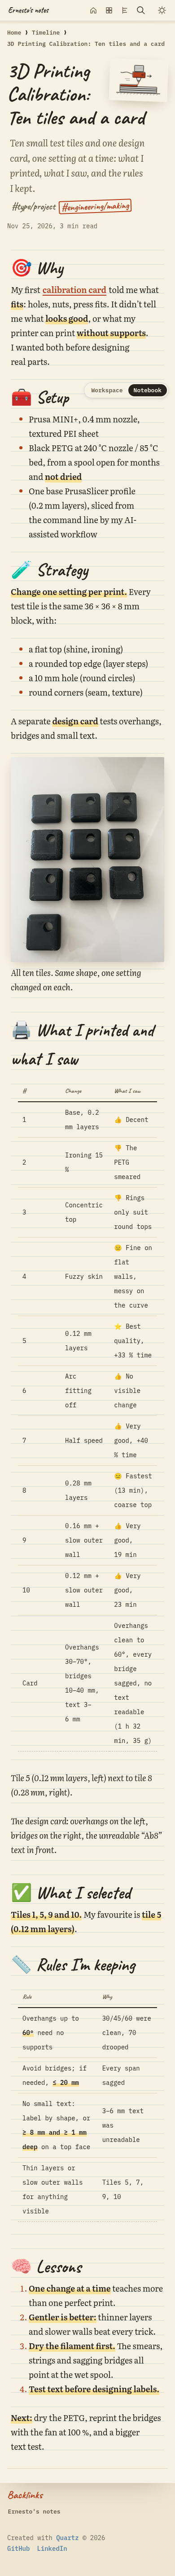 Ernesto's notes
Home › Timeline ›
3D Printing Calibration: Ten tiles and a card
3D Printing
Calibration:
Ten tiles and a card
Ten small test tiles and one design
card, one setting at a time: what I
printed, what I saw, and the rules
I kept.
#type/project #engineering/making
Nov 25, 2026, 3 min read
🎯 Why
My first calibration card told me what
fits: holes, nuts, press fits. It didn't tell
me what looks good, or what my
printer can print without supports.
I wanted both before designing
real parts.
🧰 Setup
Workspace Notebook
• Prusa MINI+, 0.4 mm nozzle,
textured PEI sheet
• Black PETG at 240 °C nozzle / 85 °C
bed, from a spool open for months
and not dried
• One base PrusaSlicer profile
(0.2 mm layers), sliced from
the command line by my AI-
assisted workflow
🧪 Strategy
Change one setting per print. Every
test tile is the same 36 × 36 × 8 mm
block, with:
• a flat top (shine, ironing)
• a rounded top edge (layer steps)
• a 10 mm hole (round circles)
• round corners (seam, texture)
A separate design card tests overhangs,
bridges and small text.
All ten tiles. Same shape, one setting
changed on each.
🖨️ What I printed and
what I saw
# Change What I saw
1 Base, 0.2 mm layers 👍 Decent
2 Ironing 15 % 👎 The PETG smeared
3 Concentric top 👎 Rings only suit round tops
4 Fuzzy skin 😐 Fine on flat walls, messy on the curve
5 0.12 mm layers ⭐ Best quality, +33 % time
6 Arc fitting off 👍 No visible change
7 Half speed 👍 Very good, +40 % time
8 0.28 mm layers 😐 Fastest (13 min), coarse top
9 0.16 mm + slow outer wall 👍 Very good, 19 min
10 0.12 mm + slow outer wall 👍 Very good, 23 min
Card Overhangs 30–70°, bridges 10–40 mm, text 3–6 mm Overhangs clean to 60°, every bridge sagged, no text readable (1 h 32 min, 35 g)
Tile 5 (0.12 mm layers, left) next to tile 8
(0.28 mm, right).
The design card: overhangs on the left,
bridges on the right, the unreadable “Ab8”
text in front.
✅ What I selected
Tiles 1, 5, 9 and 10. My favourite is tile 5
(0.12 mm layers).
📏 Rules I'm keeping
Rule Why
Overhangs up to 60° need no supports 30/45/60 were clean, 70 drooped
Avoid bridges; if needed, ≤ 20 mm Every span sagged
No small text: label by shape, or ≥ 8 mm and ≥ 1 mm deep on a top face 3–6 mm text was unreadable
Thin layers or slow outer walls for anything visible Tiles 5, 7, 9, 10
🧠 Lessons
1. One change at a time teaches more
than one perfect print.
2. Gentler is better: thinner layers
and slower walls beat every trick.
3. Dry the filament first. The smears,
strings and sagging bridges all
point at the wet spool.
4. Test text before designing labels.
Next: dry the PETG, reprint the bridges
with the fan at 100 %, and a bigger
text test.
Backlinks
Ernesto's notes
Created with Quartz © 2026
GitHub LinkedIn